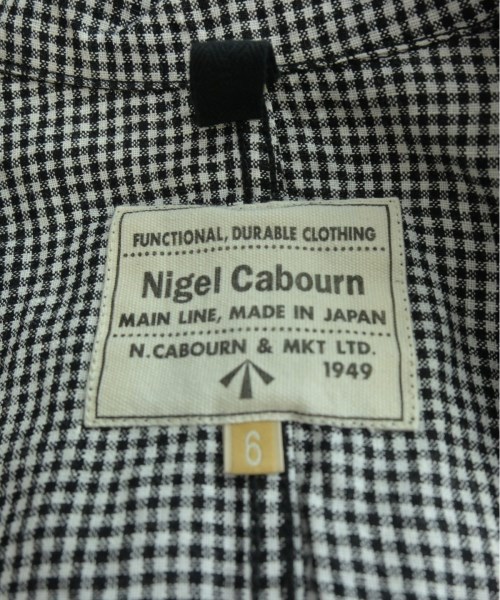 FUNCTIONAL, DURABLE CLOTHING
Nigel Cabourn
MAIN LINE, MADE IN JAPAN
N.CABOURN & MKT LTD.
1949
6